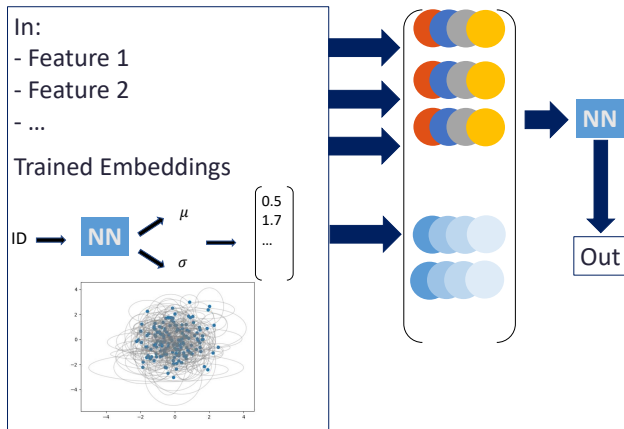 In:
- Feature 1
- Feature 2
- ...
Trained Embeddings
ID
NN
μ
σ
0.5
1.7
...
4
2
0
−2
−4
−4
−2
0
2
4
NN
Out